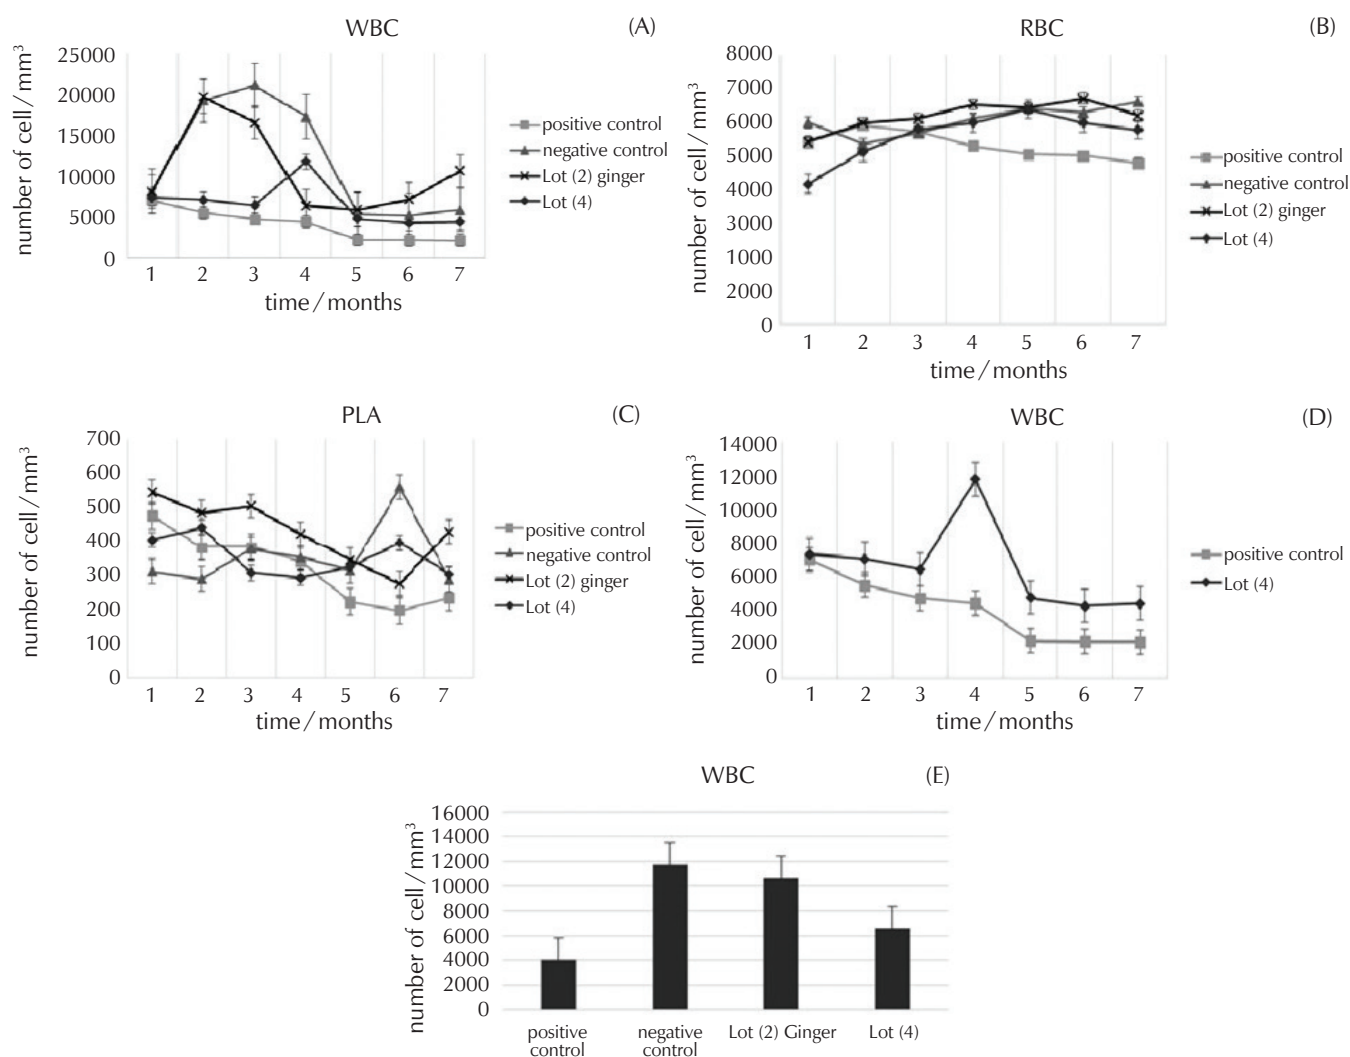 WBC
(A)
number of cell/mm³
25000
20000
15000
10000
5000
0
1 2 3 4 5 6 7
time/months
positive control
negative control
Lot (2) ginger
Lot (4)
RBC
(B)
number of cell/mm³
8000
7000
6000
5000
4000
3000
1000
2000
0
1 2 3 4 5 6 7
time/months
positive control
negative control
Lot (2) ginger
Lot (4)
PLA
(C)
number of cell/mm³
700
600
500
400
300
200
100
0
1 2 3 4 5 6 7
time/months
positive control
negative control
Lot (2) ginger
Lot (4)
WBC
(D)
number of cell/mm³
14000
12000
10000
8000
6000
4000
2000
0
1 2 3 4 5 6 7
time/months
positive control
Lot (4)
WBC
(E)
number of cell/mm³
16000
14000
12000
10000
8000
6000
4000
2000
0
positive
control
negative
control
Lot (2) Ginger
Lot (4)